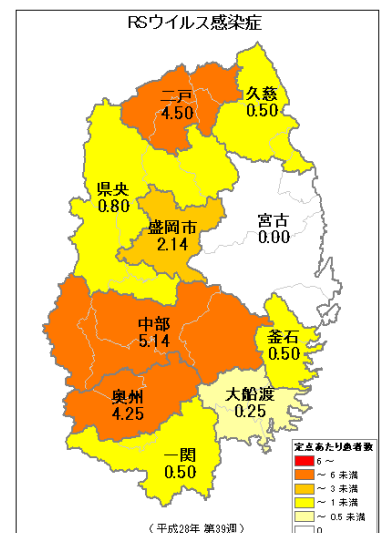 RSウイルス感染症
二戸
4.50
久慈
0.50
県央
0.80
盛岡市
2.14
宮古
0.00
中部
5.14
釜石
0.50
奥州
4.25
大船渡
0.25
一関
0.50
定点あたり患者数
6 ～
～ 6 未満
～ 3 未満
～ 1 未満
～ 0.5 未満
0
（平成28年 第39週）